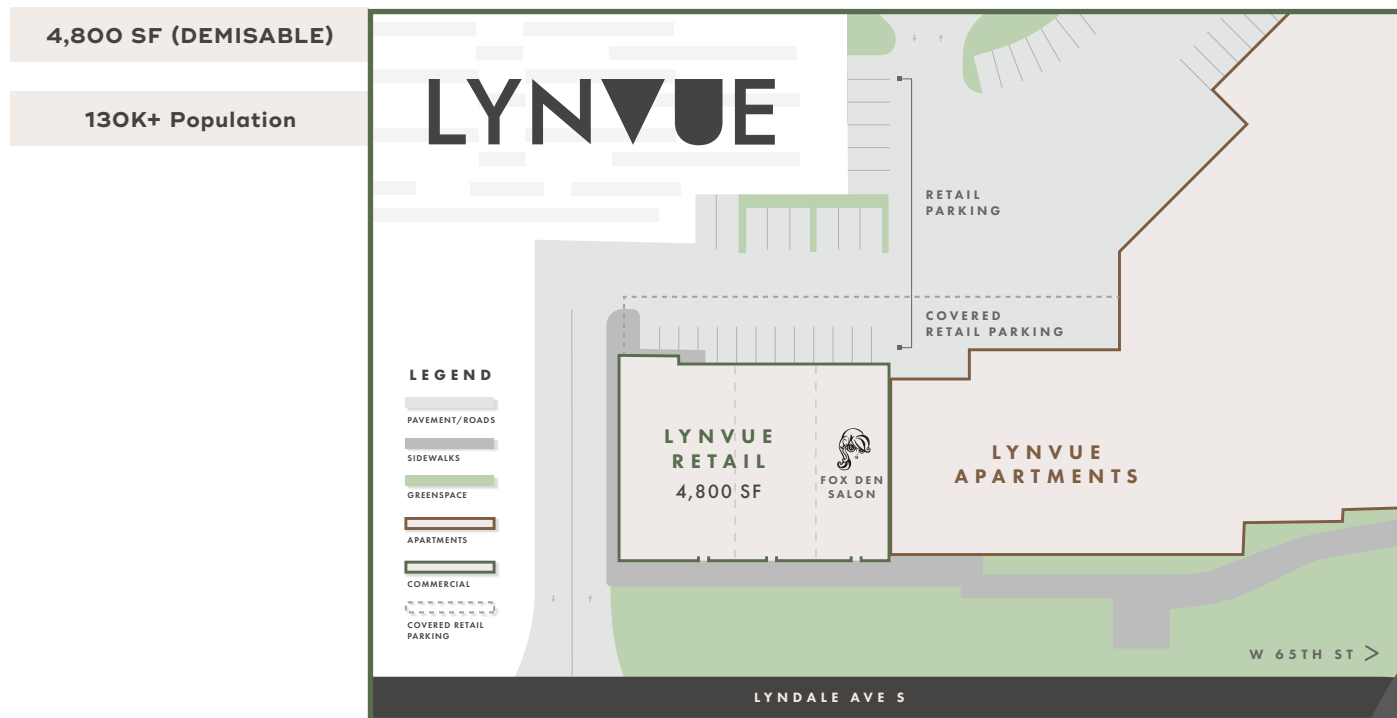 4,800 SF (DEMISABLE)
130K+ Population
LYNVUE
RETAIL
PARKING
COVERED
RETAIL PARKING
LEGEND
PAVEMENT/ROADS
SIDEWALKS
GREENSPACE
APARTMENTS
COMMERCIAL
COVERED RETAIL
PARKING
LYNVUE
RETAIL
4,800 SF
FOX DEN
SALON
LYNVUE
APARTMENTS
W 65TH ST >
LYNDALE AVE S